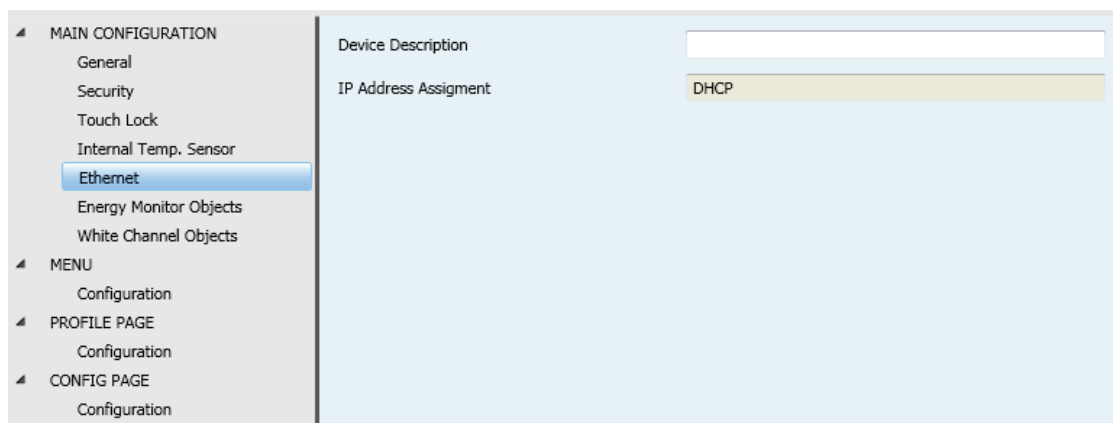 MAIN CONFIGURATION
General
Security
Touch Lock
Internal Temp. Sensor
Ethernet
Energy Monitor Objects
White Channel Objects
MENU
Configuration
PROFILE PAGE
Configuration
CONFIG PAGE
Configuration
Device Description
IP Address Assigment
DHCP